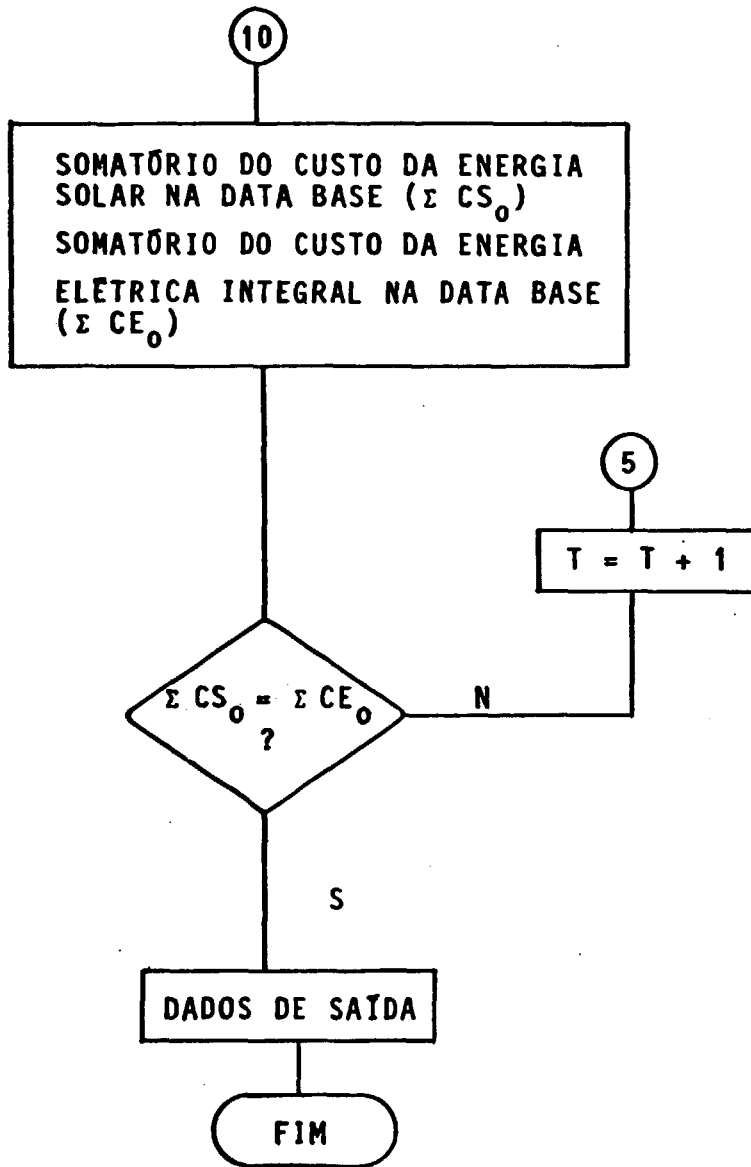 10
SOMATÓRIO DO CUSTO DA ENERGIA
SOLAR NA DATA BASE (Σ CS₀)
SOMATÓRIO DO CUSTO DA ENERGIA
ELÉTRICA INTEGRAL NA DATA BASE
(Σ CE₀)
5
T = T + 1
Σ CS₀ = Σ CE₀
?
N
S
DADOS DE SAÍDA
FIM